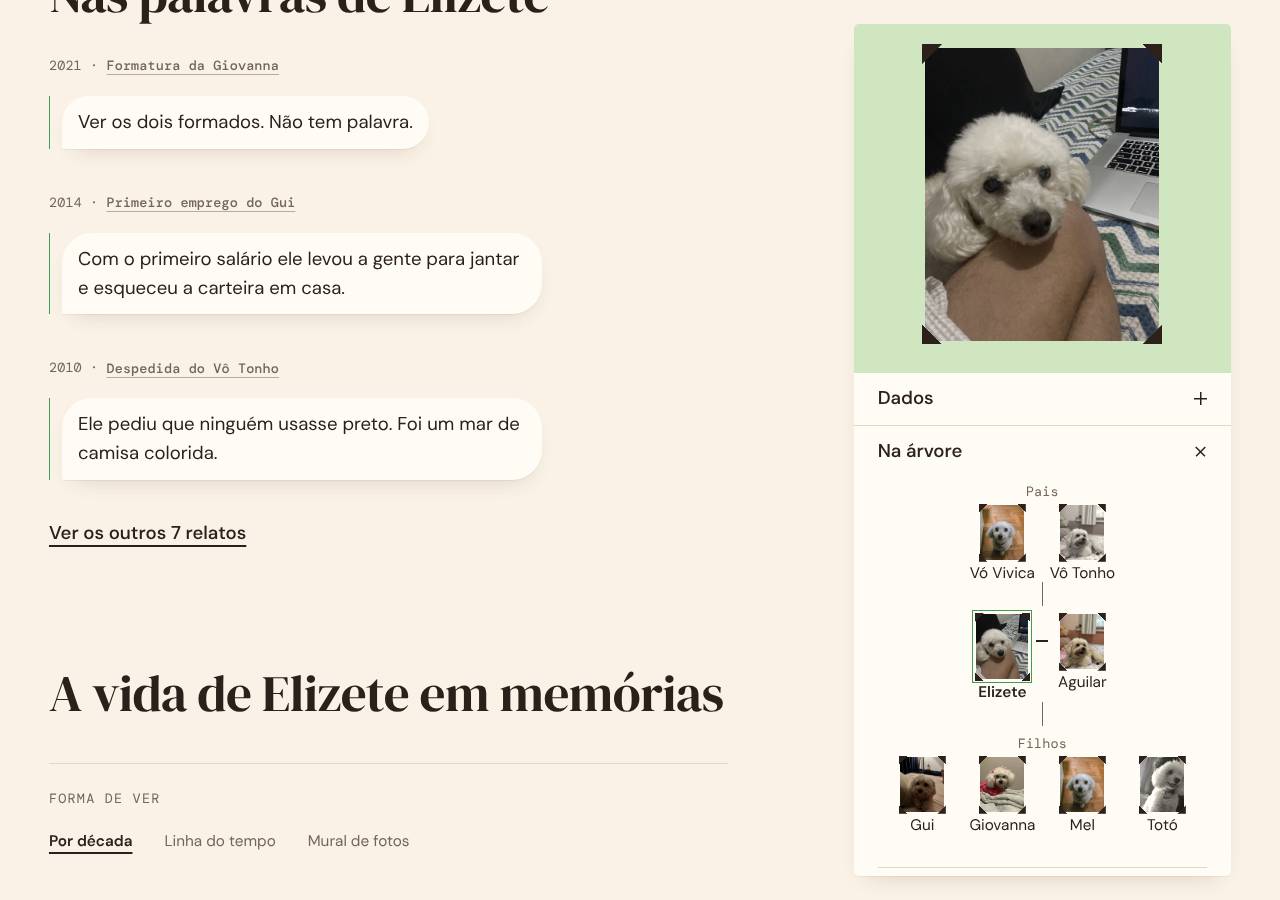 Nas palavras de Elizete
2021 · Formatura da Giovanna
Ver os dois formados. Não tem palavra.
2014 · Primeiro emprego do Gui
Com o primeiro salário ele levou a gente para jantar
e esqueceu a carteira em casa.
2010 · Despedida do Vô Tonho
Ele pediu que ninguém usasse preto. Foi um mar de
camisa colorida.
Ver os outros 7 relatos
A vida de Elizete em memórias
FORMA DE VER
Por década
Linha do tempo
Mural de fotos
Dados
Na árvore
Pais
Vó Vivica
Vô Tonho
Elizete
Aguilar
Filhos
Gui
Giovanna
Mel
Totó